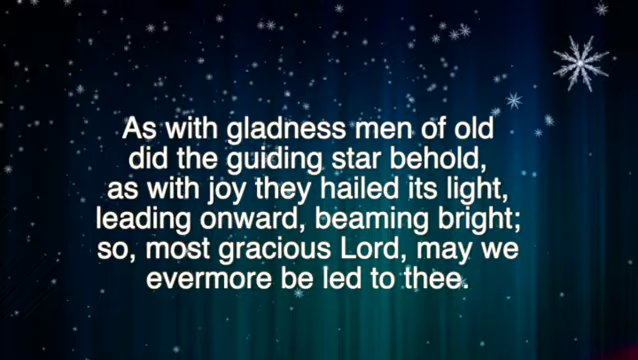 As with gladness men of old
did the guiding star behold,
as with joy they hailed its light,
leading onward, beaming bright;
so, most gracious Lord, may we
evermore be led to thee.